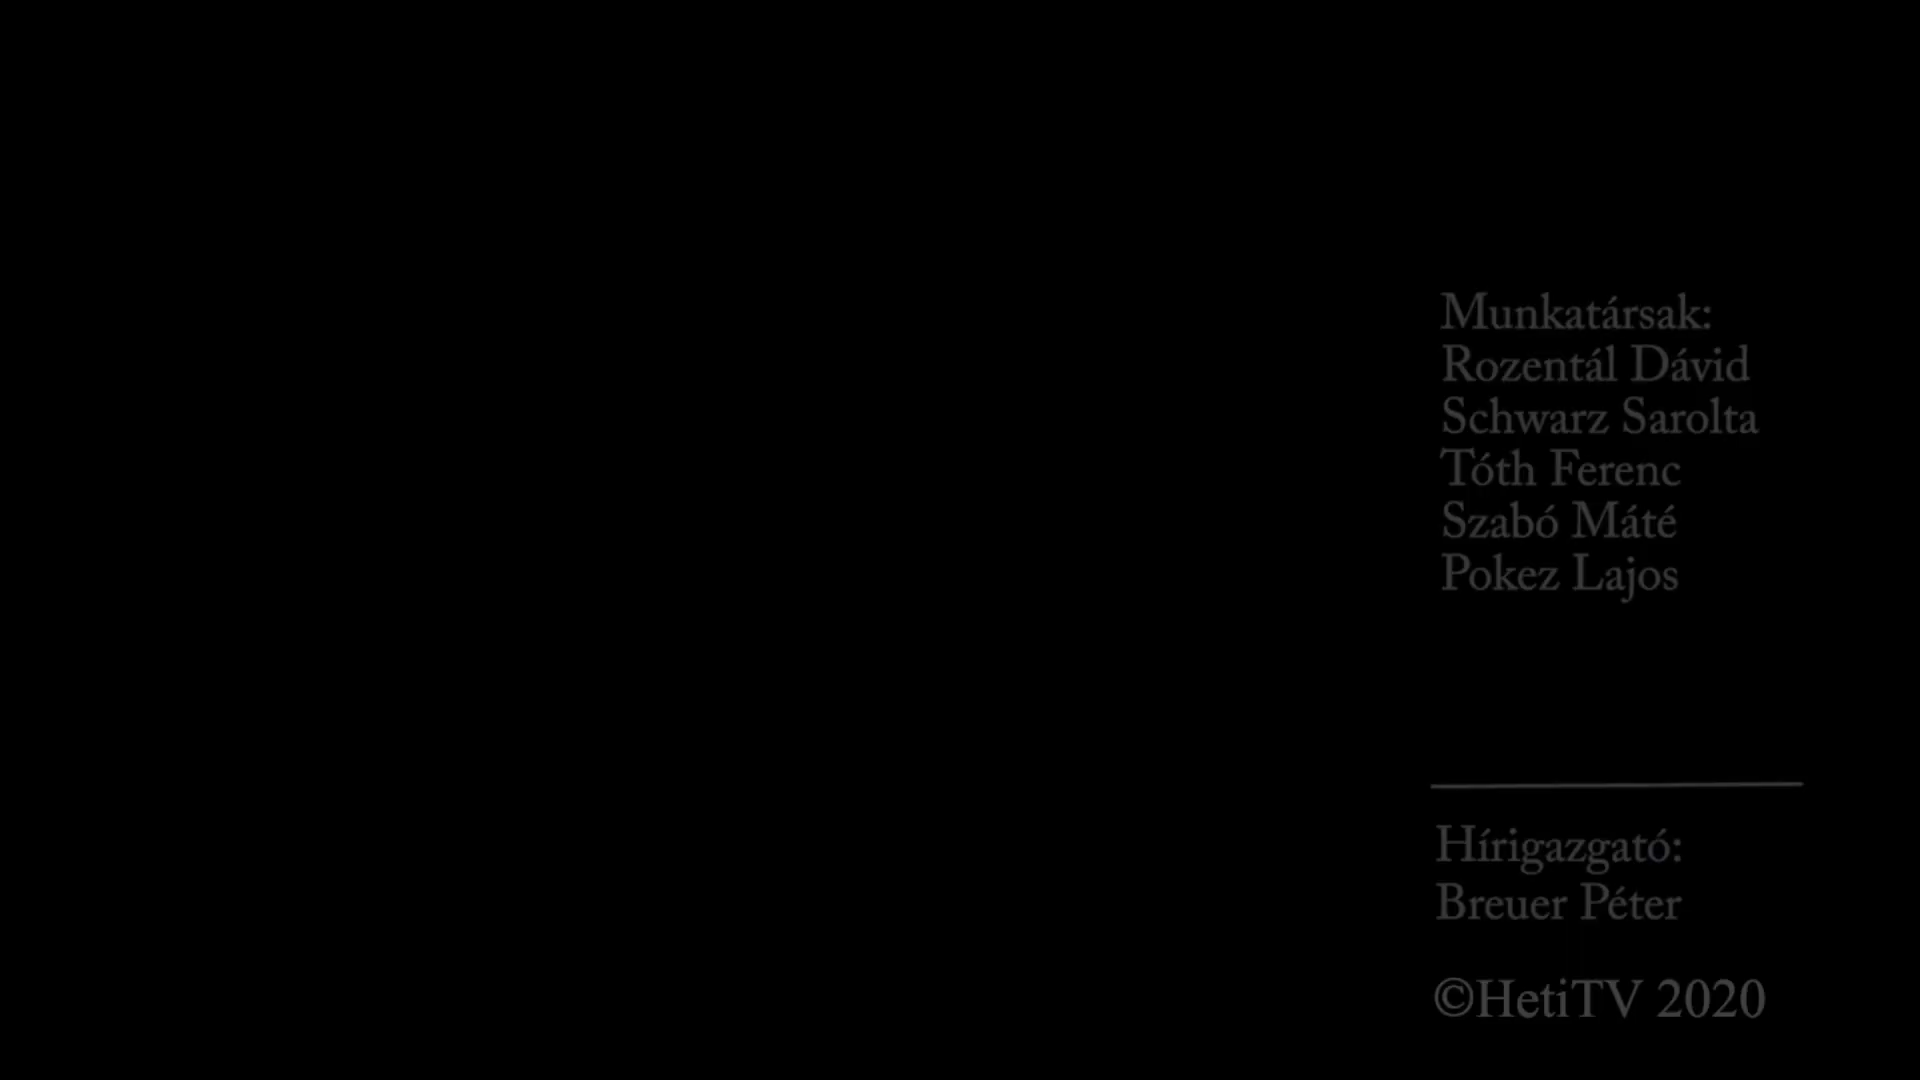 Munkatársak:
Rozentál Dávid
Schwarz Sarolta
Tóth Ferenc
Szabó Máté
Pokez Lajos
Hírigazgató:
Breuer Péter
©HetiTV 2020